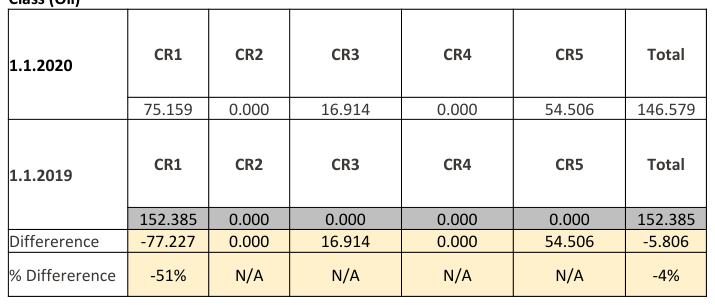 Class (Oil)
1.1.2020 CR1 CR2 CR3 CR4 CR5 Total
75.159 0.000 16.914 0.000 54.506 146.579
1.1.2019 CR1 CR2 CR3 CR4 CR5 Total
152.385 0.000 0.000 0.000 0.000 152.385
Differerence -77.227 0.000 16.914 0.000 54.506 -5.806
% Differerence -51% N/A N/A N/A N/A -4%